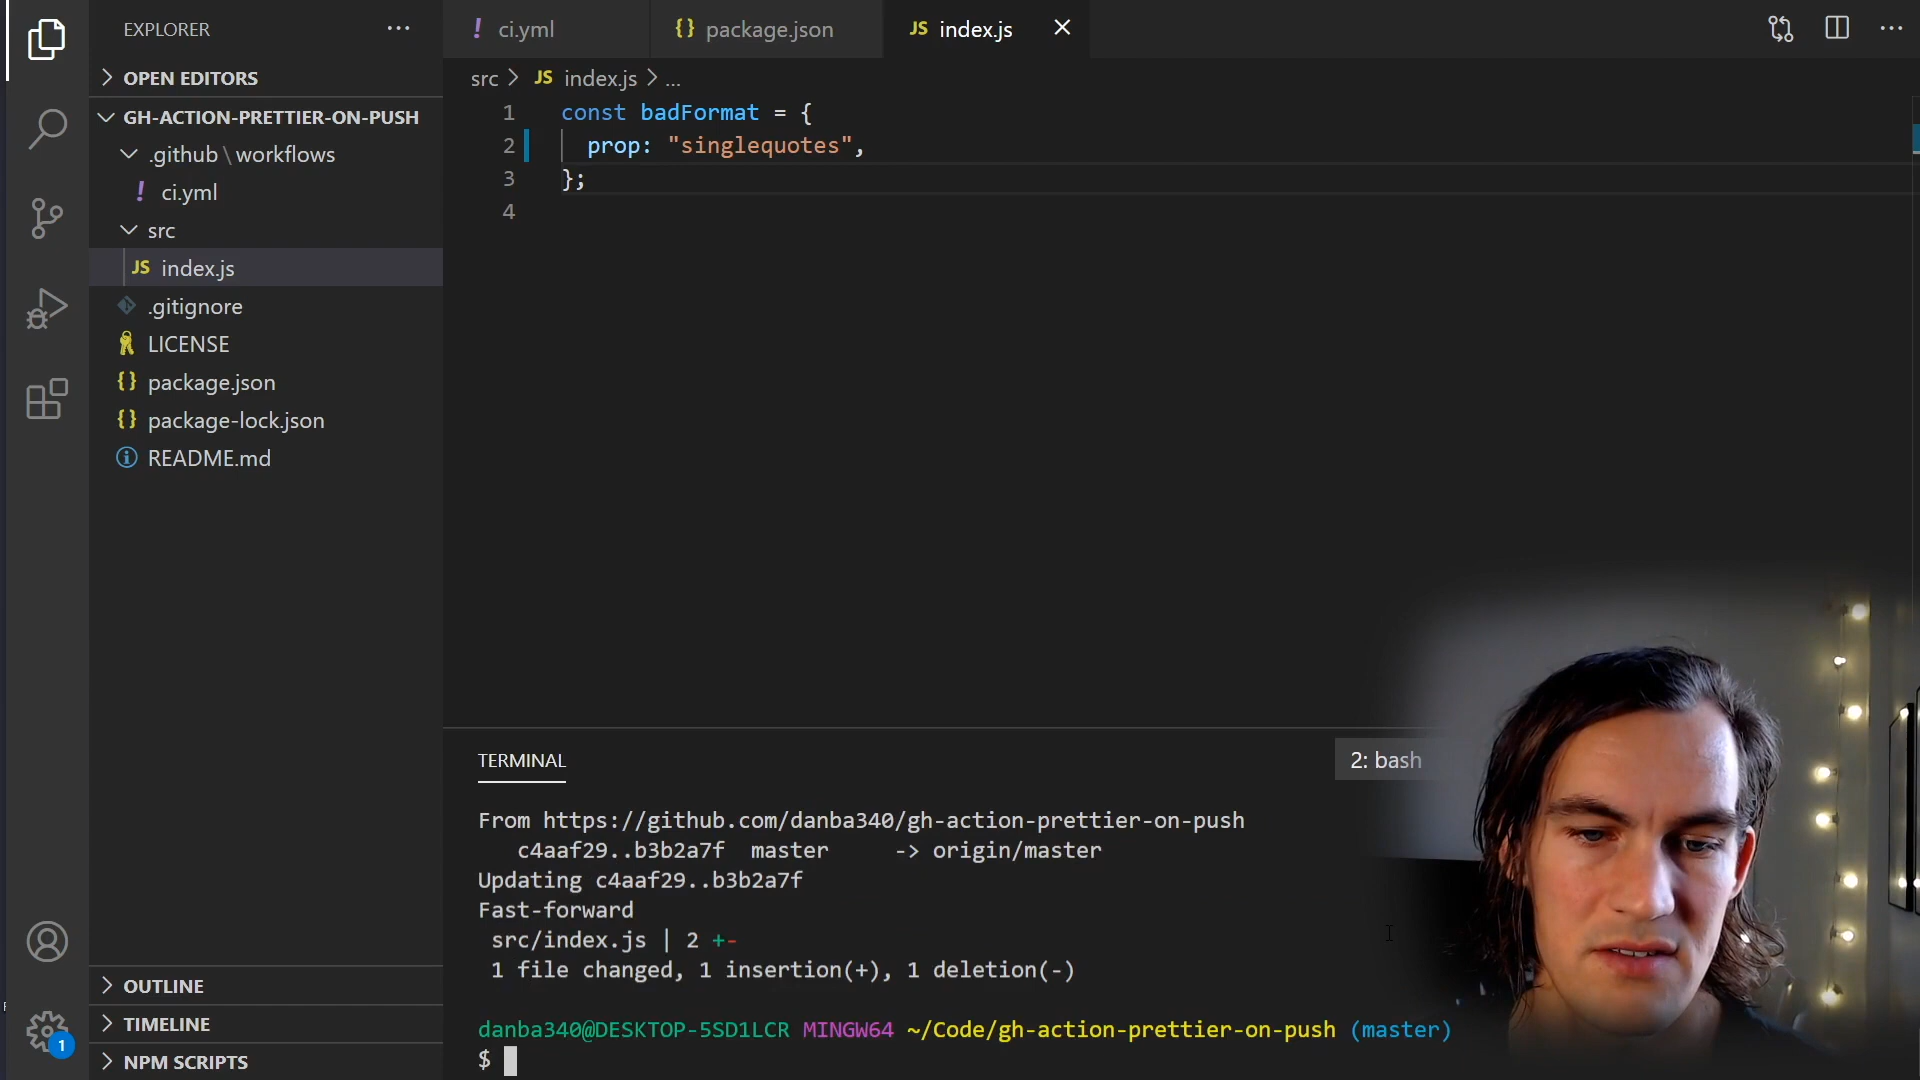 EXPLORER
OPEN EDITORS
GH-ACTION-PRETTIER-ON-PUSH
.github\workflows
! ci.yml
src
JS index.js
.gitignore
LICENSE
{} package.json
{} package-lock.json
README.md
OUTLINE
TIMELINE
NPM SCRIPTS
1
! ci.yml
{} package.json
JS index.js
src > JS index.js > ...
1 const badFormat = {
2 prop: "singlequotes",
3 };
4
TERMINAL
2: bash
From https://github.com/danba340/gh-action-prettier-on-push
c4aaf29..b3b2a7f master -> origin/master
Updating c4aaf29..b3b2a7f
Fast-forward
src/index.js | 2 +-
1 file changed, 1 insertion(+), 1 deletion(-)
danba340@DESKTOP-5SD1LCR MINGW64 ~/Code/gh-action-prettier-on-push (master)
$